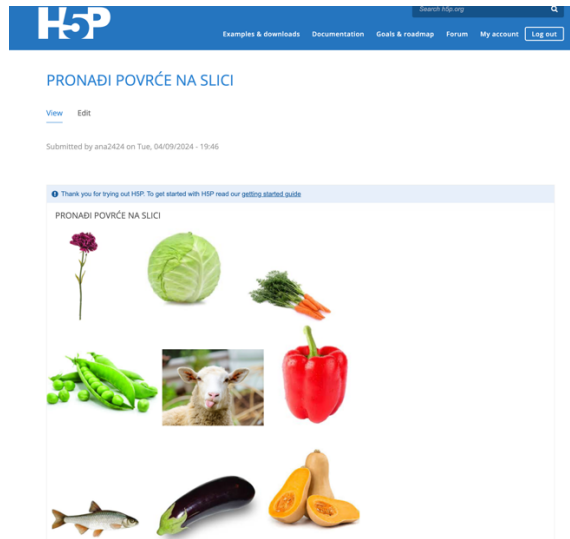 H5P
Search h5p.org
Examples & downloads Documentation Goals & roadmap Forum My account Log out
PRONAĐI POVRĆE NA SLICI
View Edit
Submitted by ana2424 on Tue, 04/09/2024 - 19:46
Thank you for trying out H5P. To get started with H5P read our getting started guide
PRONAĐI POVRĆE NA SLICI